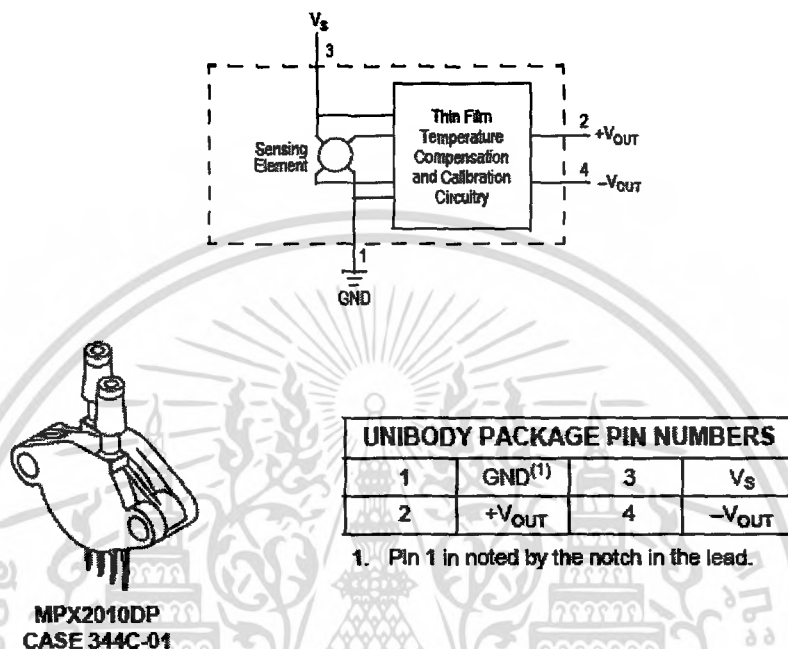 VS
3
Thin Film
Temperature
Compensation
and Calibration
Circuitry
Sensing
Element
2 +VOUT
4 -VOUT
1
GND
UNIBODY PACKAGE PIN NUMBERS
1 GND(1) 3 VS
2 +VOUT 4 -VOUT
1. Pin 1 in noted by the notch in the lead.
MPX2010DP
CASE 344C-01